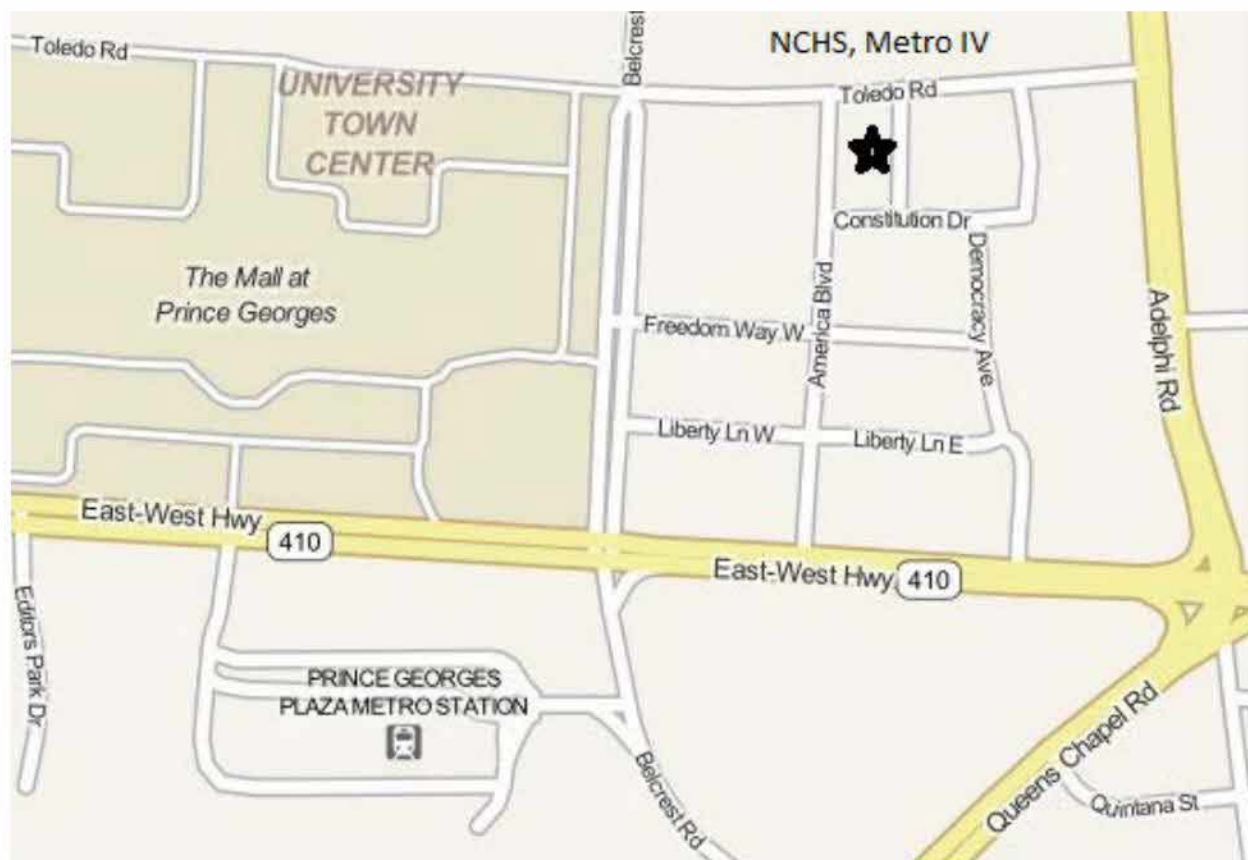 Toledo Rd
Belcrest
NCHS, Metro IV
UNIVERSITY
TOWN
CENTER
Toledo Rd
Constitution Dr
The Mall at
Prince Georges
Democracy Ave
America Blvd
Adelphi Rd
Freedom Way W
Liberty Ln W
Liberty Ln E
East-West Hwy
410
East-West Hwy
410
Editors Park Dr
PRINCE GEORGES
PLAZA METRO STATION
Belcrest Rd
Queens Chapel Rd
Quintana St